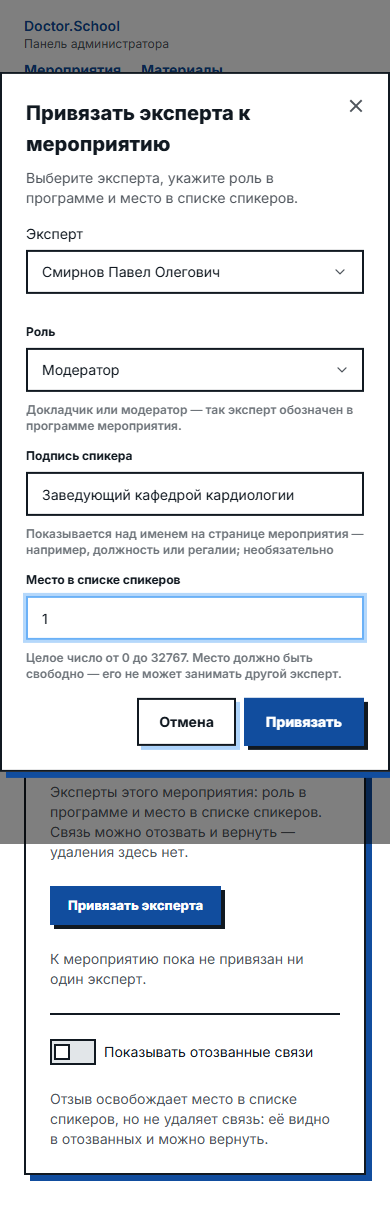 Doctor.School
Панель администратора
Мероприятия Материалы
Привязать эксперта к
мероприятию
Выберите эксперта, укажите роль в
программе и место в списке спикеров.
Эксперт
Смирнов Павел Олегович
Роль
Модератор
Докладчик или модератор — так эксперт обозначен в
программе мероприятия.
Подпись спикера
Заведующий кафедрой кардиологии
Показывается над именем на странице мероприятия —
например, должность или регалии; необязательно
Место в списке спикеров
1
Целое число от 0 до 32767. Место должно быть
свободно — его не может занимать другой эксперт.
Отмена Привязать
Эксперты этого мероприятия: роль в
программе и место в списке спикеров.
Связь можно отозвать и вернуть —
удаления здесь нет.
Привязать эксперта
К мероприятию пока не привязан ни
один эксперт.
Показывать отозванные связи
Отзыв освобождает место в списке
спикеров, но не удаляет связь: её видно
в отозванных и можно вернуть.